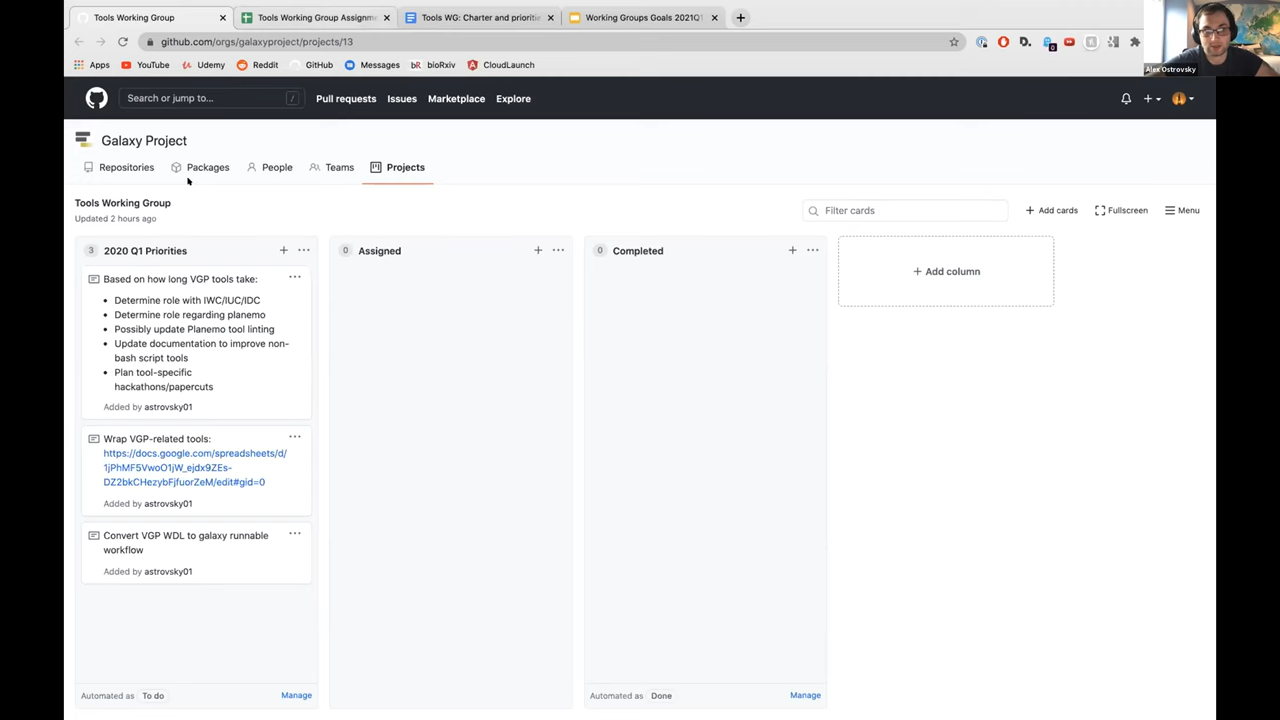 Tools Working Group
Tools Working Group Assignm
Tools WG: Charter and prioritie
Working Groups Goals 2021Q1
github.com/orgs/galaxyproject/projects/13
Apps
YouTube
Udemy
Reddit
GitHub
Messages
bR bioRxiv
CloudLaunch
Alex Ostrovsky
Search or jump to...
/
Pull requests
Issues
Marketplace
Explore
Galaxy Project
Repositories
Packages
People
Teams
Projects
Tools Working Group
Updated 2 hours ago
Filter cards
+ Add cards
Fullscreen
Menu
3 2020 Q1 Priorities
Based on how long VGP tools take:
• Determine role with IWC/IUC/IDC
• Determine role regarding planemo
• Possibly update Planemo tool linting
• Update documentation to improve non-
bash script tools
• Plan tool-specific
hackathons/papercuts
Added by astrovsky01
Wrap VGP-related tools:
https://docs.google.com/spreadsheets/d/
1jPhMF5VwoO1jW_ejdx9ZEs-
DZ2bkCHezybFjfuorZeM/edit#gid=0
Added by astrovsky01
Convert VGP WDL to galaxy runnable
workflow
Added by astrovsky01
Automated as To do
Manage
0 Assigned
0 Completed
Automated as Done
Manage
+ Add column